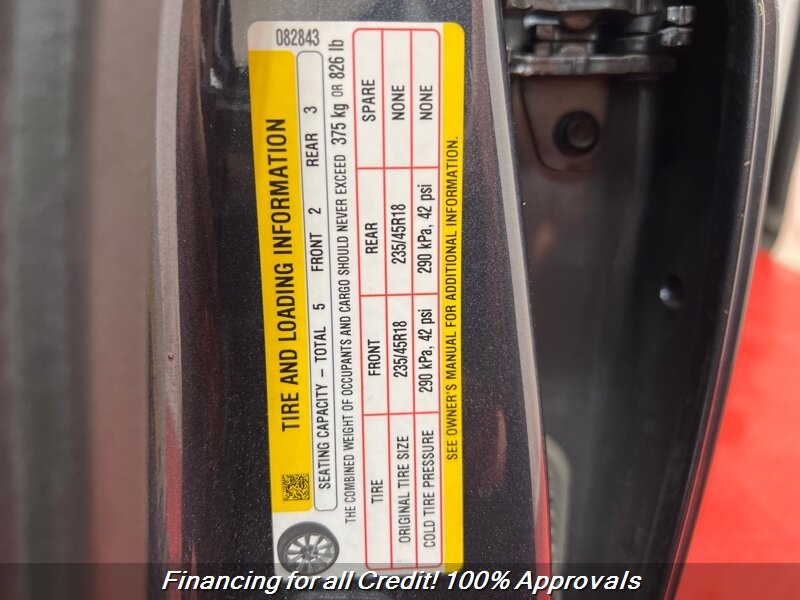 082843
TIRE AND LOADING INFORMATION
SEATING CAPACITY – TOTAL 5 FRONT 2 REAR 3
THE COMBINED WEIGHT OF OCCUPANTS AND CARGO SHOULD NEVER EXCEED 375 kg OR 826 lb
TIRE FRONT REAR SPARE
ORIGINAL TIRE SIZE 235/45R18 235/45R18 NONE
COLD TIRE PRESSURE 290 kPa, 42 psi 290 kPa, 42 psi NONE
SEE OWNER'S MANUAL FOR ADDITIONAL INFORMATION.
Financing for all Credit! 100% Approvals